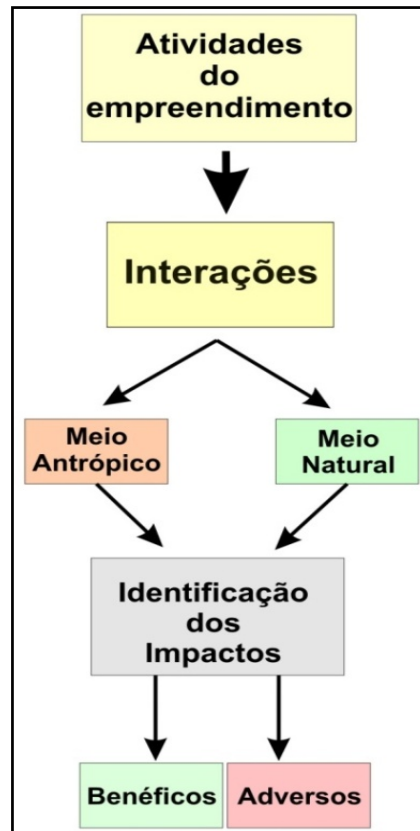 Atividades
do
empreendimento
Interações
Meio
Antrópico
Meio
Natural
Identificação
dos
Impactos
Benéficos
Adversos